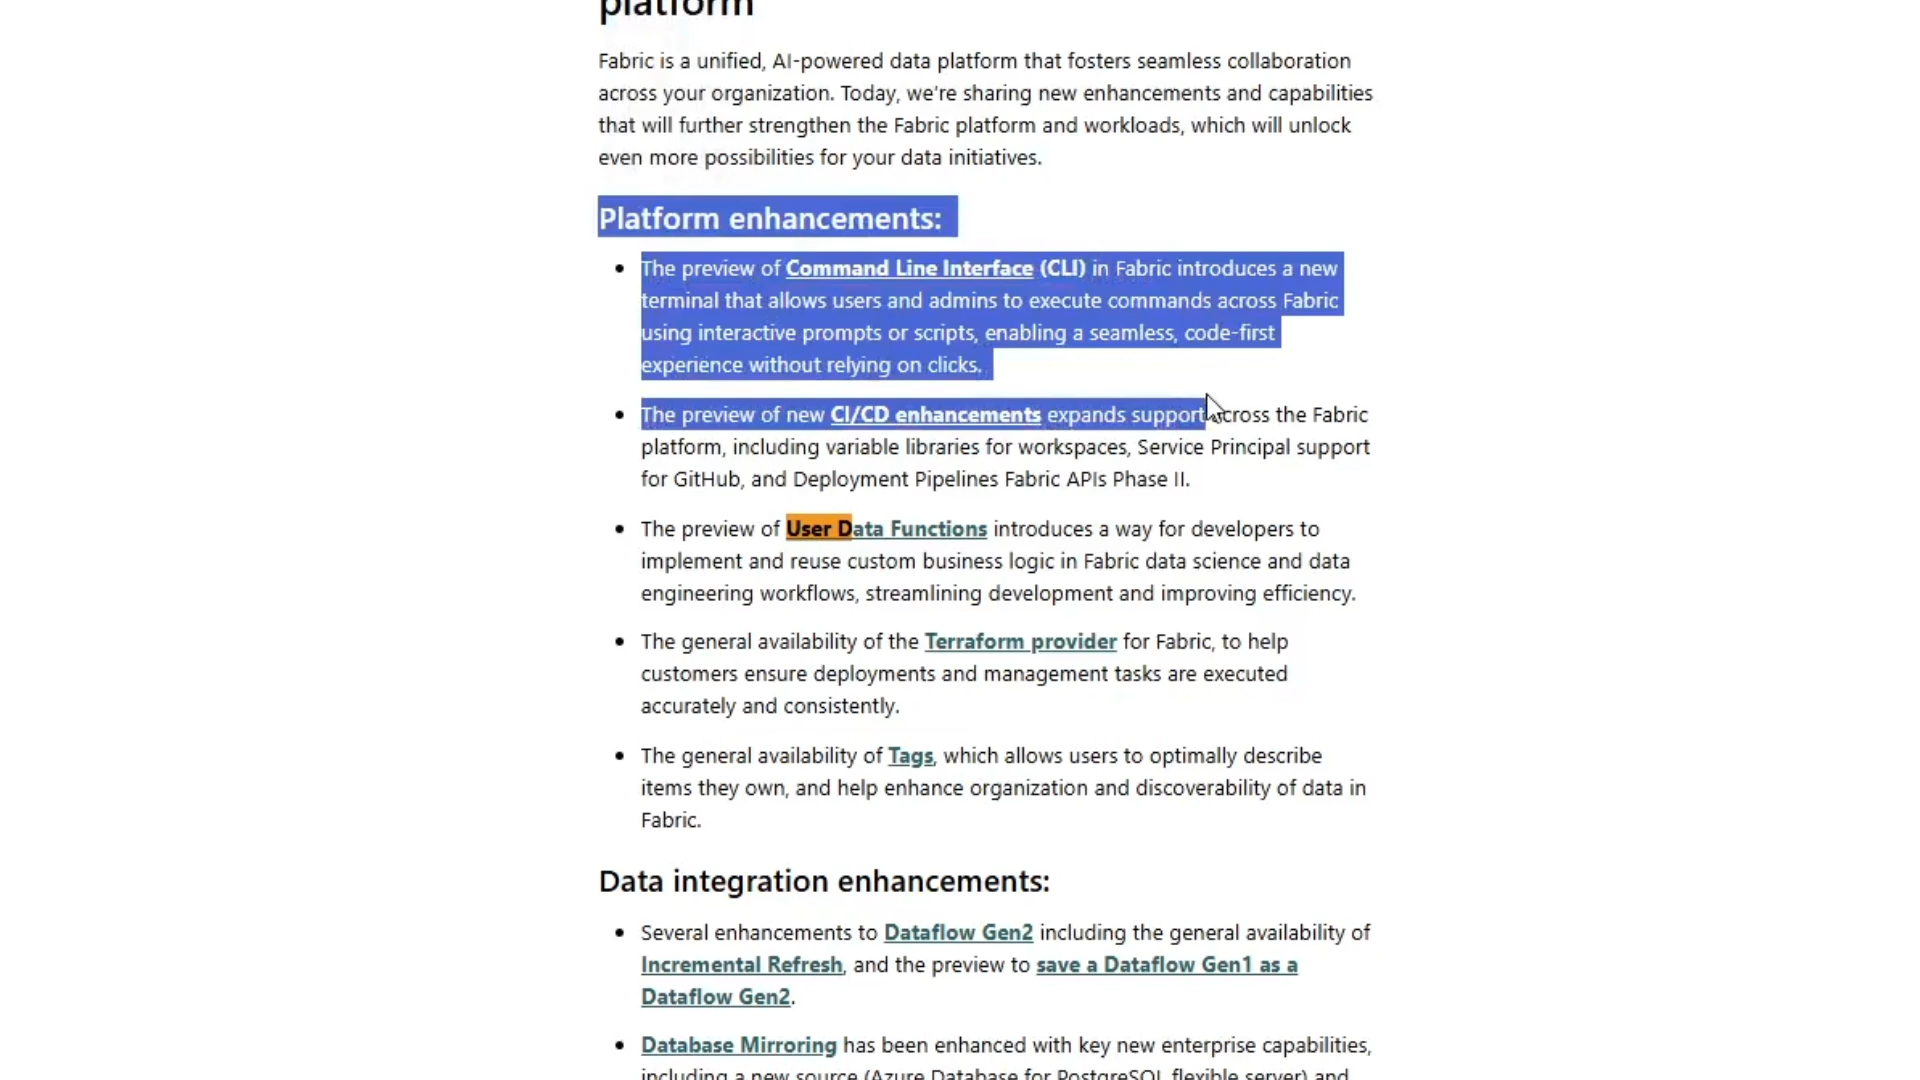 platform
Fabric is a unified, AI-powered data platform that fosters seamless collaboration
across your organization. Today, we're sharing new enhancements and capabilities
that will further strengthen the Fabric platform and workloads, which will unlock
even more possibilities for your data initiatives.
Platform enhancements:
The preview of Command Line Interface (CLI) in Fabric introduces a new
terminal that allows users and admins to execute commands across Fabric
using interactive prompts or scripts, enabling a seamless, code-first
experience without relying on clicks.
The preview of new CI/CD enhancements expands support across the Fabric
platform, including variable libraries for workspaces, Service Principal support
for GitHub, and Deployment Pipelines Fabric APIs Phase II.
The preview of User Data Functions introduces a way for developers to
implement and reuse custom business logic in Fabric data science and data
engineering workflows, streamlining development and improving efficiency.
The general availability of the Terraform provider for Fabric, to help
customers ensure deployments and management tasks are executed
accurately and consistently.
The general availability of Tags, which allows users to optimally describe
items they own, and help enhance organization and discoverability of data in
Fabric.
Data integration enhancements:
Several enhancements to Dataflow Gen2 including the general availability of
Incremental Refresh, and the preview to save a Dataflow Gen1 as a
Dataflow Gen2.
Database Mirroring has been enhanced with key new enterprise capabilities,
including a new source (Azure Database for PostgreSQL flexible server) and